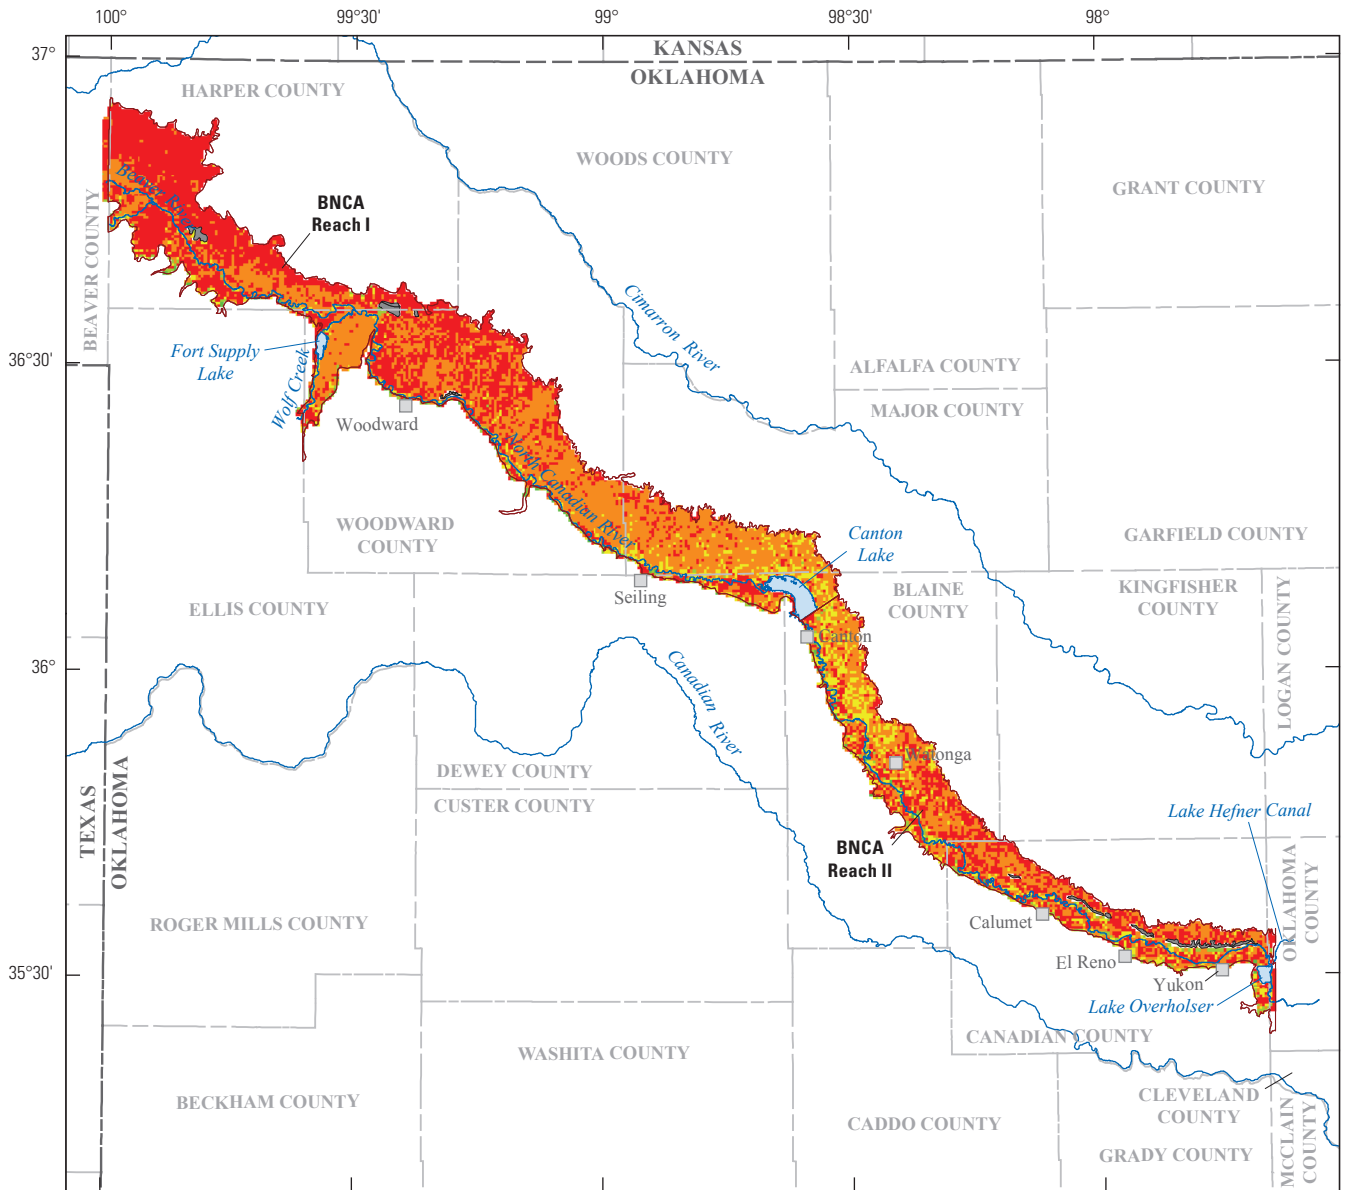 100°
99°30'
99°
98°30'
98°
37°
KANSAS
OKLAHOMA
HARPER COUNTY
WOODS COUNTY
GRANT COUNTY
BEAVER COUNTY
Beaver River
BNCA
Reach I
Cimarron River
36°30'
Fort Supply
Lake
Wolf Creek
Woodward
ALFALFA COUNTY
MAJOR COUNTY
North Canadian River
WOODWARD
COUNTY
Canton
Lake
GARFIELD COUNTY
Seiling
BLAINE
COUNTY
KINGFISHER
COUNTY
LOGAN COUNTY
ELLIS COUNTY
Canton
36°
Canadian River
Watonga
DEWEY COUNTY
CUSTER COUNTY
TEXAS
OKLAHOMA
Lake Hefner Canal
BNCA
Reach II
OKLAHOMA
COUNTY
ROGER MILLS COUNTY
Calumet
El Reno
35°30'
Yukon
Lake Overholser
CANADIAN COUNTY
WASHITA COUNTY
BECKHAM COUNTY
CLEVELAND
COUNTY
CADDO COUNTY
GRADY COUNTY
MCCLAIN
COUNTY